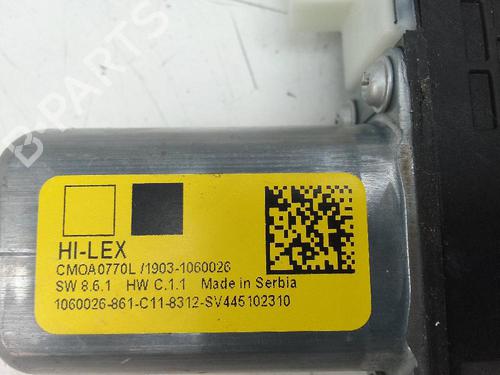 HI-LEX
CMOA0770L /1903-1060026
SW 8.6.1 HW C.1.1 Made in Serbia
1060026-861-C11-8312-SV445102310
B-PARTS